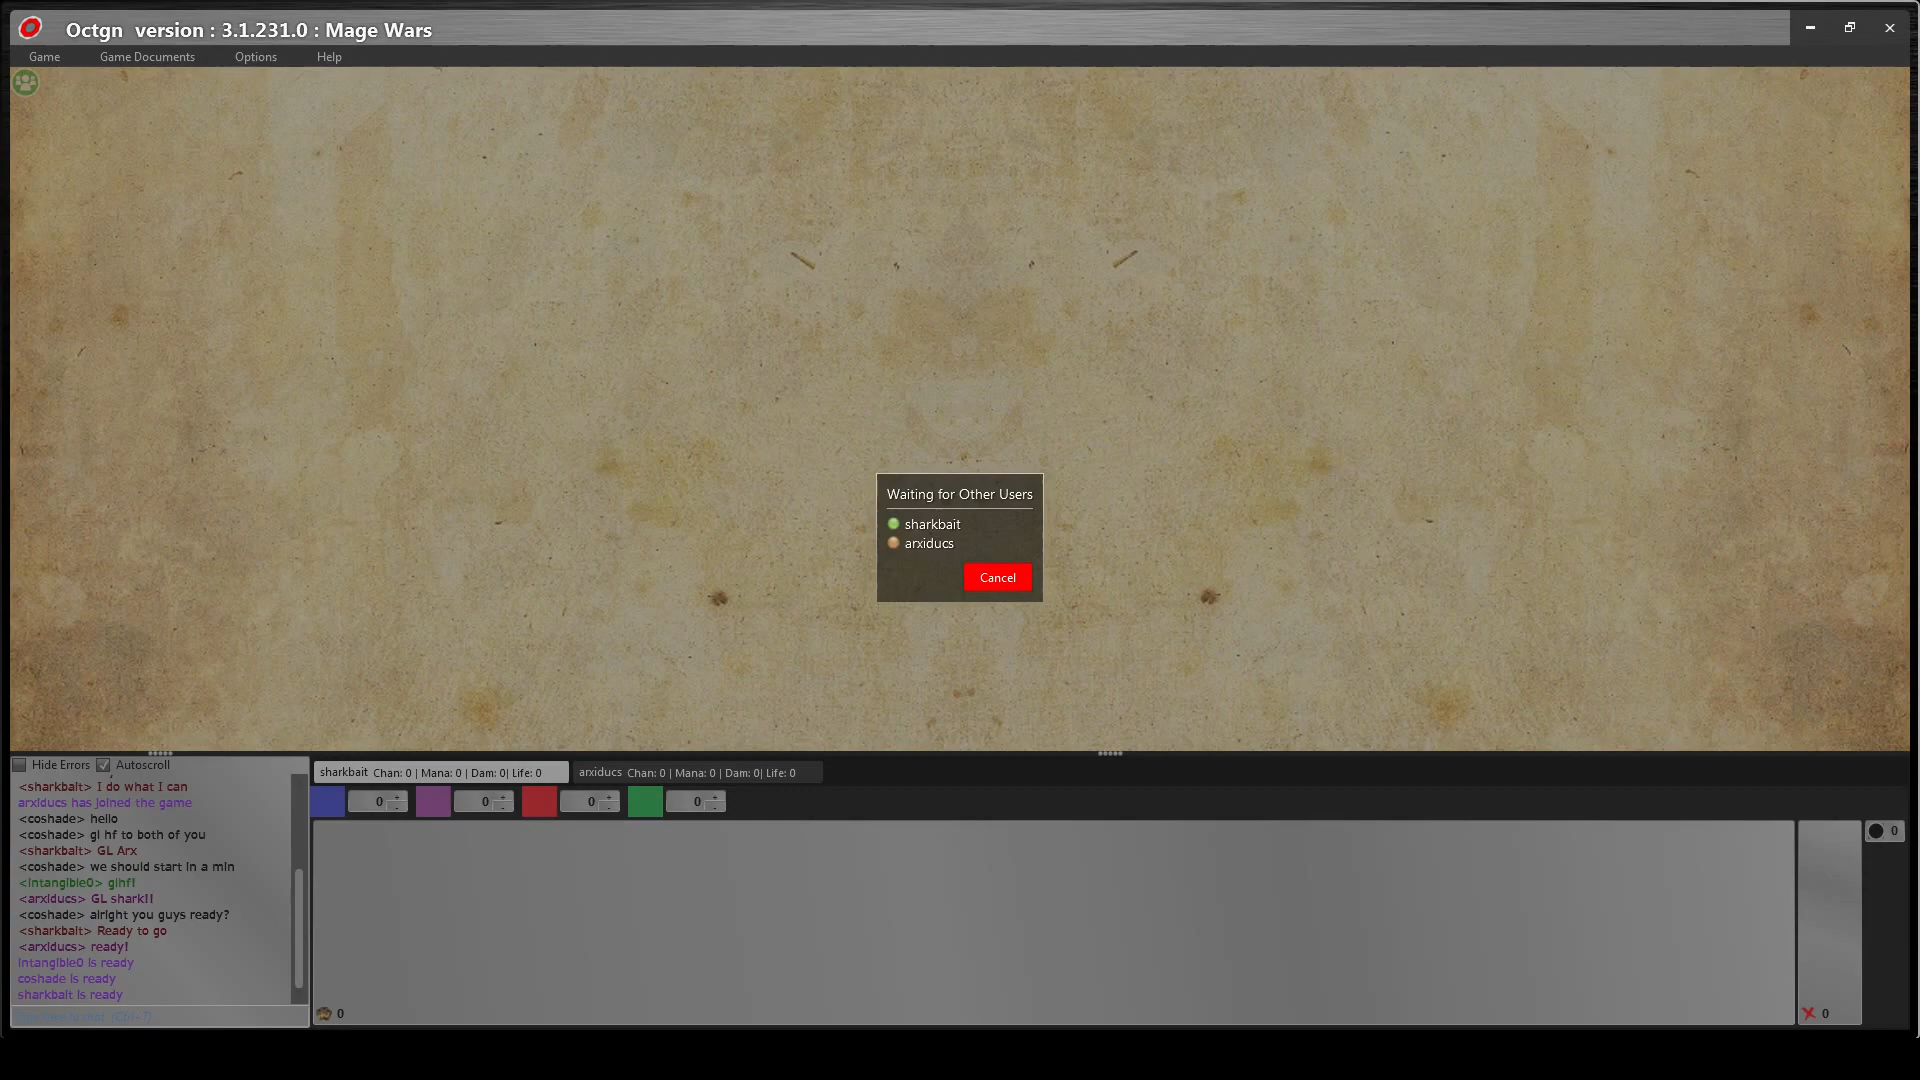 Octgn version : 3.1.231.0 : Mage Wars
Game Game Documents Options Help
Waiting for Other Users
sharkbait
arxiducs
Cancel
Hide Errors Autoscroll
<sharkbait> I do what I can
arxiducs has joined the game
<coshade> hello
<coshade> gl hf to both of you
<sharkbait> GL Arx
<coshade> we should start in a min
<intangible0> glhf!
<arxiducs> GL shark!!
<coshade> alright you guys ready?
<sharkbait> Ready to go
<arxiducs> ready!
intangible0 is ready
coshade is ready
sharkbait is ready
sharkbait Chan: 0 | Mana: 0 | Dam: 0| Life: 0
arxiducs Chan: 0 | Mana: 0 | Dam: 0| Life: 0
0 0 0 0
0
0
0